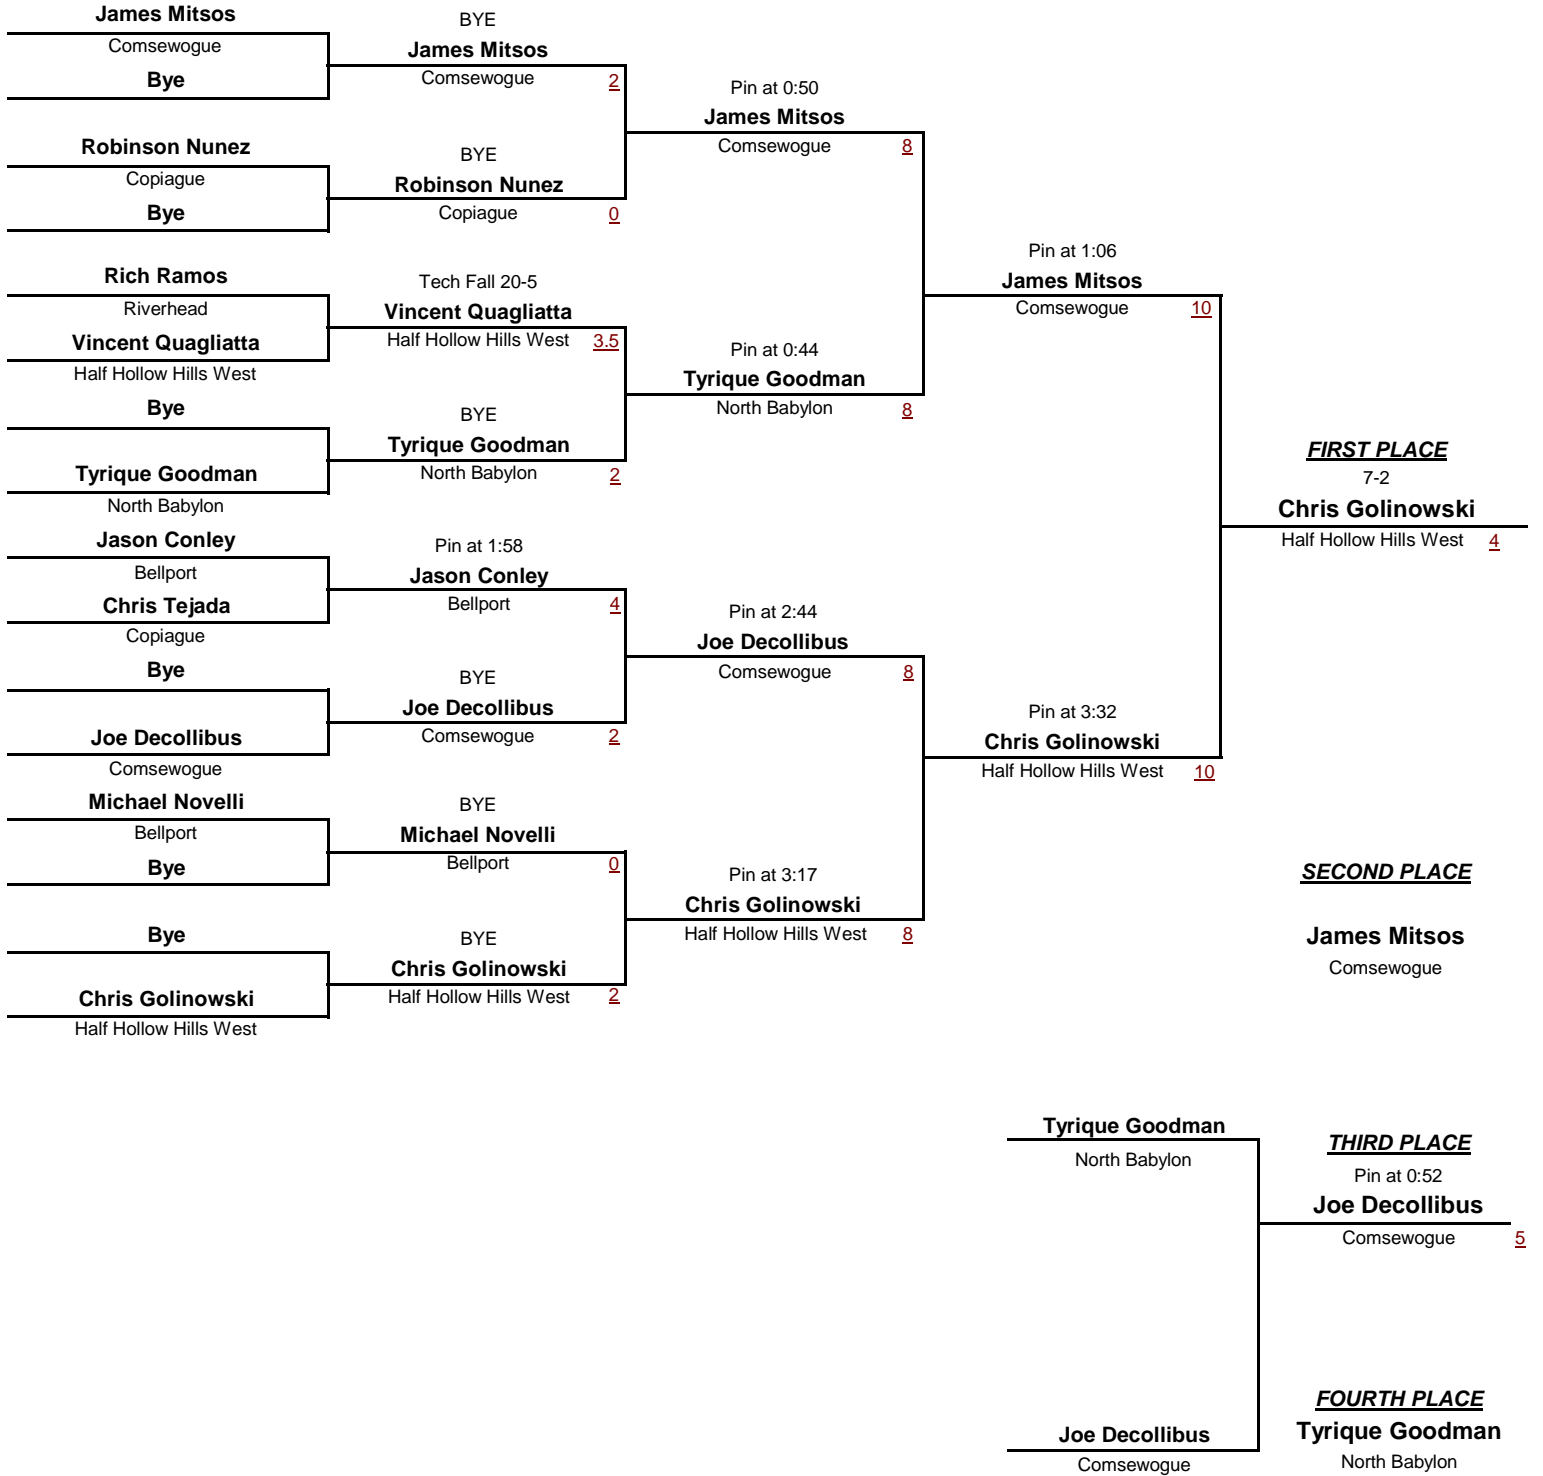 James Mitsos
Comsewogue
Bye
Robinson Nunez
Copiague
Bye
Rich Ramos
Riverhead
Vincent Quagliatta
Half Hollow Hills West
Bye
Tyrique Goodman
North Babylon
Jason Conley
Bellport
Chris Tejada
Copiague
Bye
Joe Decollibus
Comsewogue
Michael Novelli
Bellport
Bye
Bye
Chris Golinowski
Half Hollow Hills West
BYE
James Mitsos
Comsewogue 2
BYE
Robinson Nunez
Copiague 0
Tech Fall 20-5
Vincent Quagliatta
Half Hollow Hills West 3.5
BYE
Tyrique Goodman
North Babylon 2
Pin at 1:58
Jason Conley
Bellport 4
BYE
Joe Decollibus
Comsewogue 2
BYE
Michael Novelli
Bellport 0
BYE
Chris Golinowski
Half Hollow Hills West 2
Pin at 0:50
James Mitsos
Comsewogue 8
Pin at 0:44
Tyrique Goodman
North Babylon 8
Pin at 2:44
Joe Decollibus
Comsewogue 8
Pin at 3:17
Chris Golinowski
Half Hollow Hills West 8
Pin at 1:06
James Mitsos
Comsewogue 10
Pin at 3:32
Chris Golinowski
Half Hollow Hills West 10
FIRST PLACE
7-2
Chris Golinowski
Half Hollow Hills West 4
SECOND PLACE
James Mitsos
Comsewogue
Tyrique Goodman
North Babylon
Joe Decollibus
Comsewogue
THIRD PLACE
Pin at 0:52
Joe Decollibus
Comsewogue 5
FOURTH PLACE
Tyrique Goodman
North Babylon